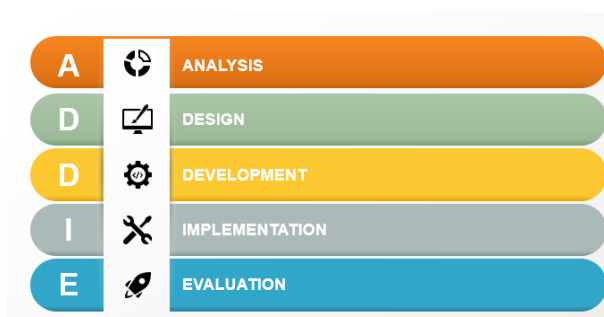 A ANALYSIS
D DESIGN
D DEVELOPMENT
I IMPLEMENTATION
E EVALUATION